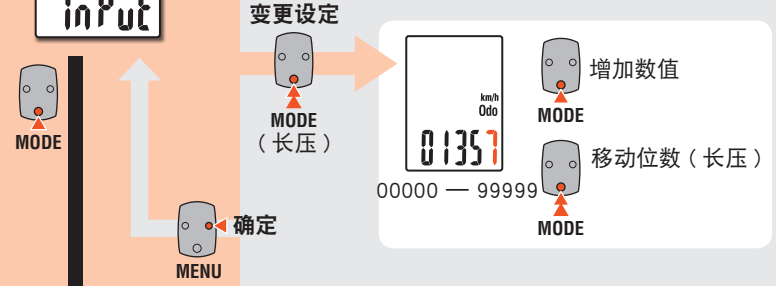 inPut
变更设定
MODE
MODE
（长压）
km/h
Odo
01357
00000 — 99999
增加数值
MODE
移动位数（长压）
MODE
确定
MENU